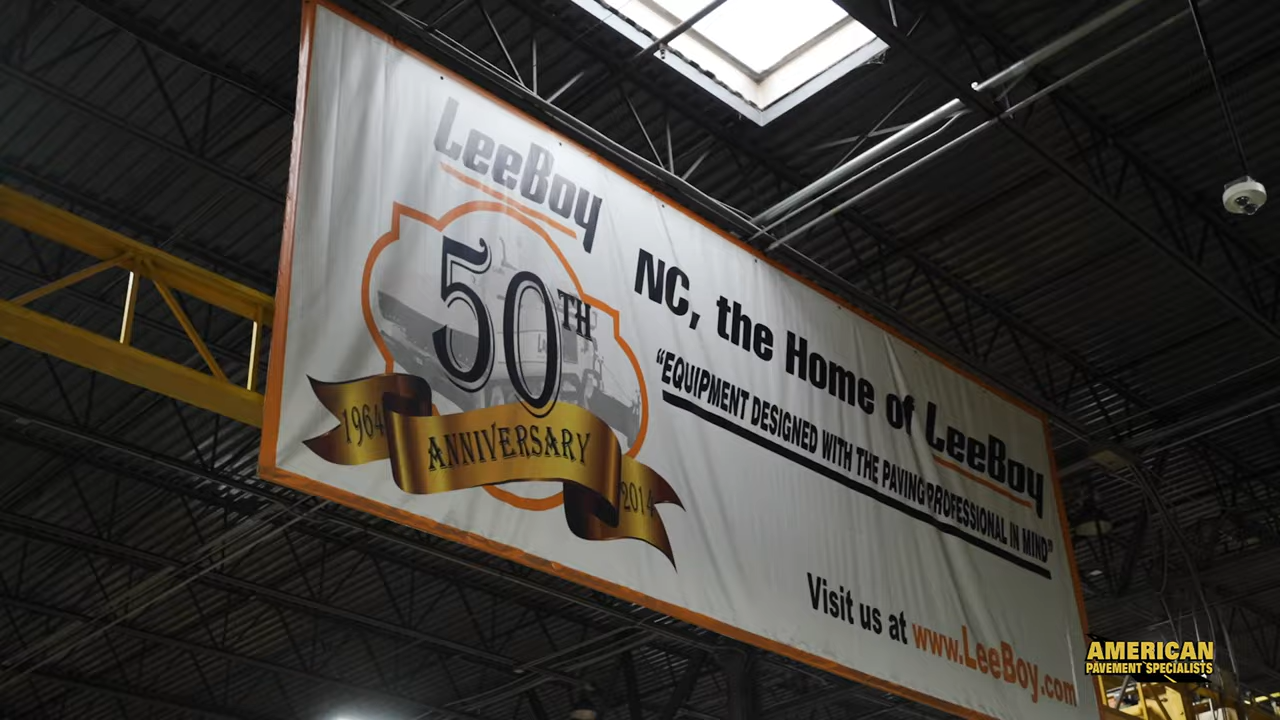 LeeBoy
50TH
1964
ANNIVERSARY
2014
NC, the Home of LeeBoy
“EQUIPMENT DESIGNED WITH THE PAVING PROFESSIONAL IN MIND”
Visit us at www.LeeBoy.com
AMERICAN
PAVEMENT SPECIALISTS